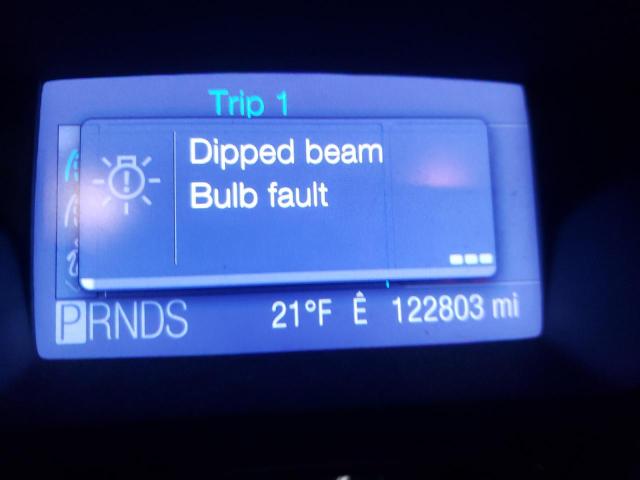 Trip 1
Dipped beam
Bulb fault
PRNDS 21°F Ê 122803 mi